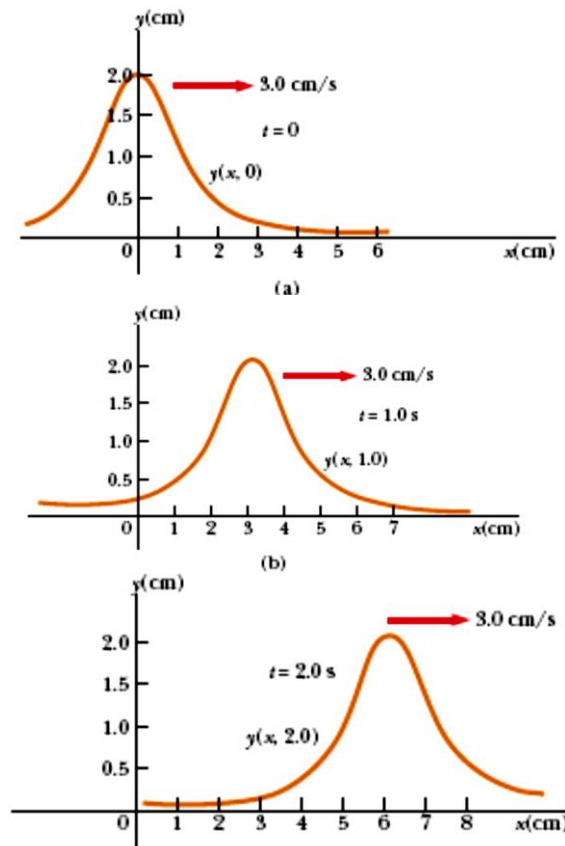 y(cm)
2.0
3.0 cm/s
1.5
t = 0
1.0
y(x, 0)
0.5
0 1 2 3 4 5 6 x(cm)
(a)
y(cm)
2.0
3.0 cm/s
1.5
t = 1.0 s
1.0
y(x, 1.0)
0.5
0 1 2 3 4 5 6 7 x(cm)
(b)
y(cm)
3.0 cm/s
2.0
t = 2.0 s
1.5
y(x, 2.0)
1.0
0.5
0 1 2 3 4 5 6 7 8 x(cm)